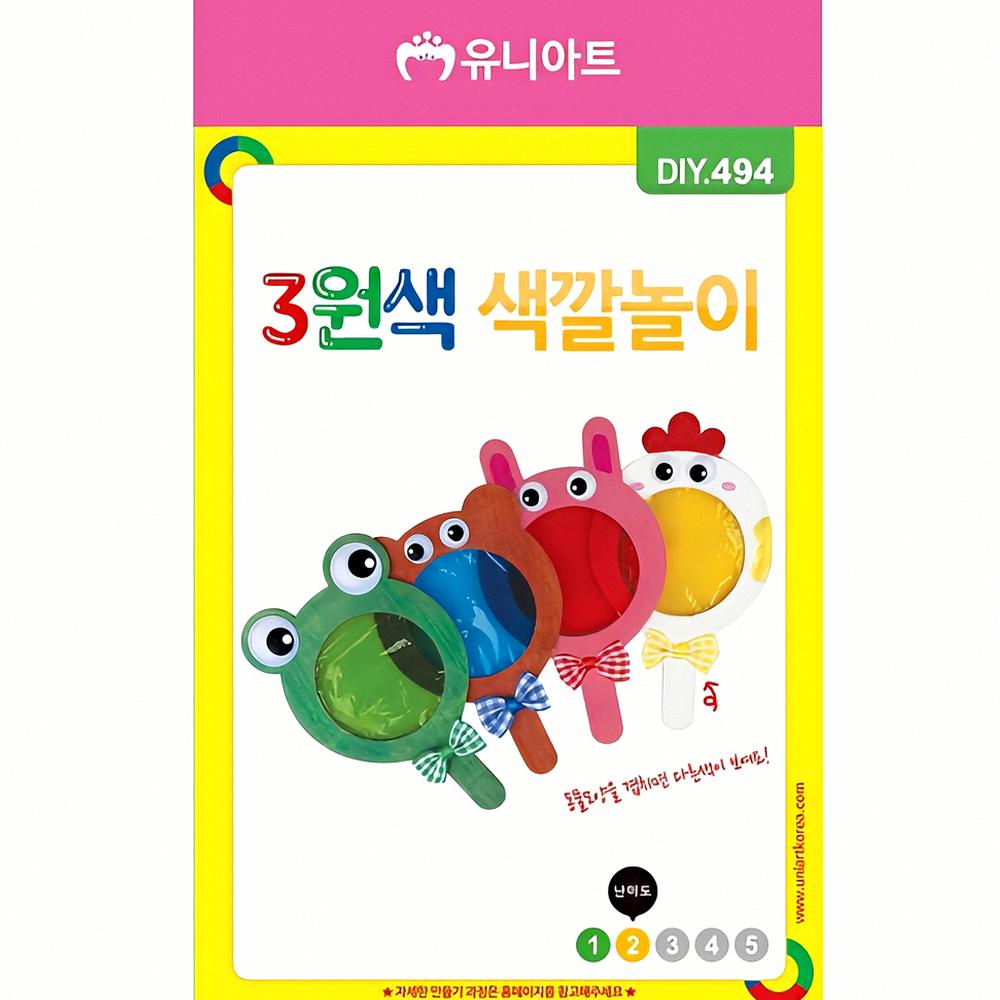 유니아트
DIY.494
3원색 색깔놀이
동물모양을 겹치면 다른색이 보여요!
www.uniartkorea.com
난이도
1 2 3 4 5
★ 자세한 만들기 과정은 홈페이지를 참고해주세요 ★